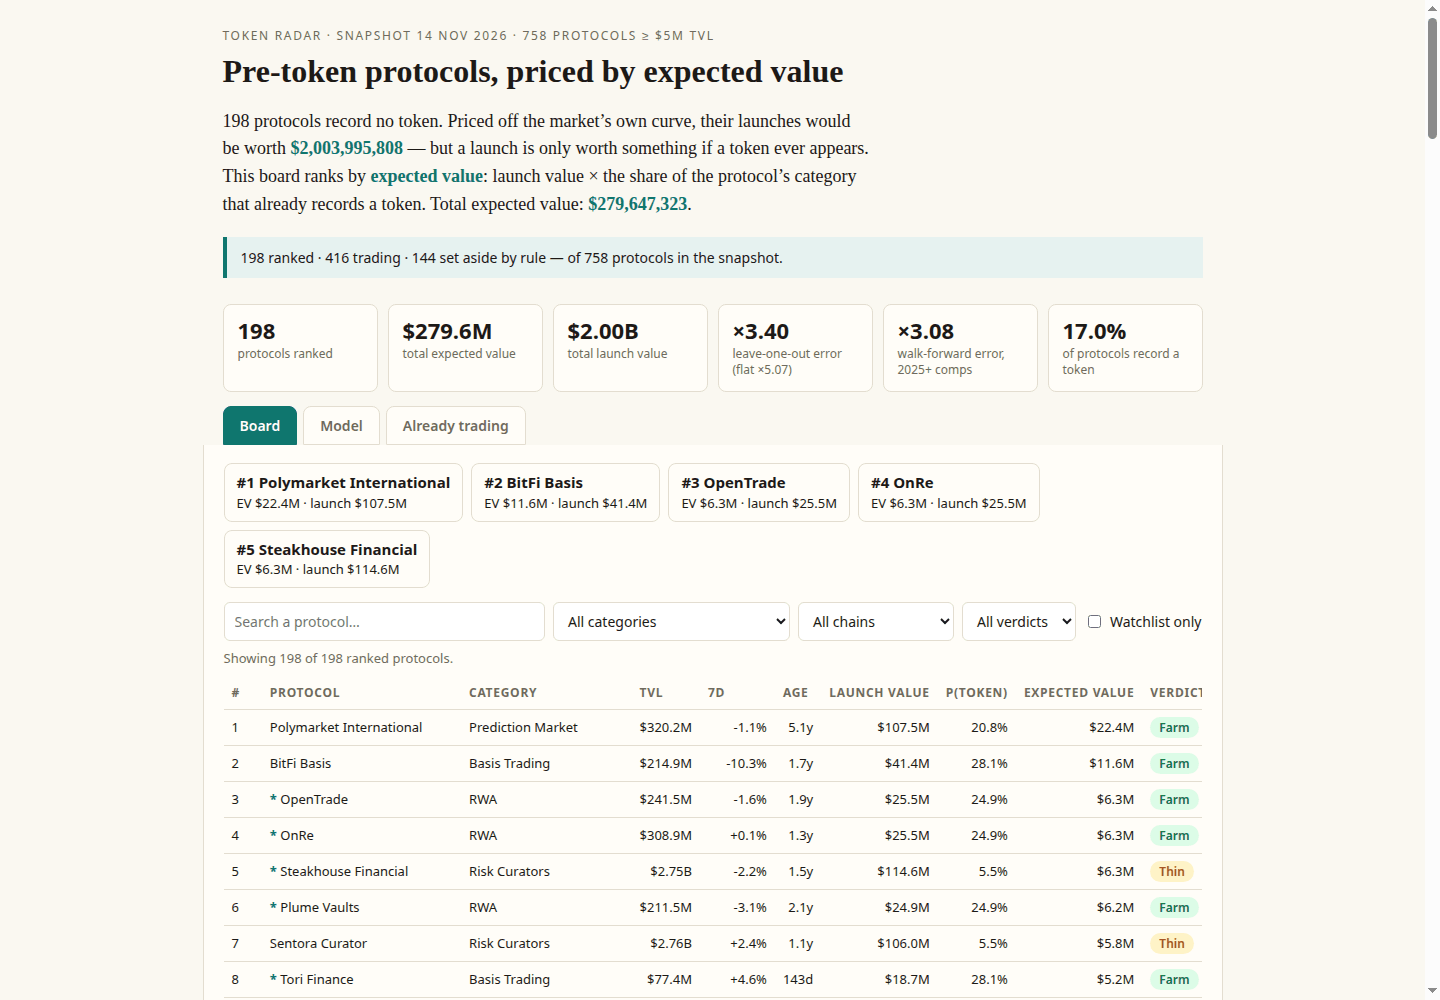 TOKEN RADAR · SNAPSHOT 14 NOV 2026 · 758 PROTOCOLS ≥ $5M TVL
Pre-token protocols, priced by expected value
198 protocols record no token. Priced off the market’s own curve, their launches would
be worth $2,003,995,808 — but a launch is only worth something if a token ever appears.
This board ranks by expected value: launch value × the share of the protocol’s category
that already records a token. Total expected value: $279,647,323.
198 ranked · 416 trading · 144 set aside by rule — of 758 protocols in the snapshot.
198 $279.6M $2.00B ×3.40 ×3.08 17.0%
protocols ranked total expected value total launch value leave-one-out error walk-forward error, of protocols record a
(flat ×5.07) 2025+ comps token
Board Model Already trading
#1 Polymarket International #2 BitFi Basis #3 OpenTrade #4 OnRe
EV $22.4M · launch $107.5M EV $11.6M · launch $41.4M EV $6.3M · launch $25.5M EV $6.3M · launch $25.5M
#5 Steakhouse Financial
EV $6.3M · launch $114.6M
Search a protocol… All categories All chains All verdicts Watchlist only
Showing 198 of 198 ranked protocols.
# PROTOCOL CATEGORY TVL 7D AGE LAUNCH VALUE P(TOKEN) EXPECTED VALUE VERDICT
1 Polymarket International Prediction Market $320.2M -1.1% 5.1y $107.5M 20.8% $22.4M Farm
2 BitFi Basis Basis Trading $214.9M -10.3% 1.7y $41.4M 28.1% $11.6M Farm
3 * OpenTrade RWA $241.5M -1.6% 1.9y $25.5M 24.9% $6.3M Farm
4 * OnRe RWA $308.9M +0.1% 1.3y $25.5M 24.9% $6.3M Farm
5 * Steakhouse Financial Risk Curators $2.75B -2.2% 1.5y $114.6M 5.5% $6.3M Thin
6 * Plume Vaults RWA $211.5M -3.1% 2.1y $24.9M 24.9% $6.2M Farm
7 Sentora Curator Risk Curators $2.76B +2.4% 1.1y $106.0M 5.5% $5.8M Thin
8 * Tori Finance Basis Trading $77.4M +4.6% 143d $18.7M 28.1% $5.2M Farm